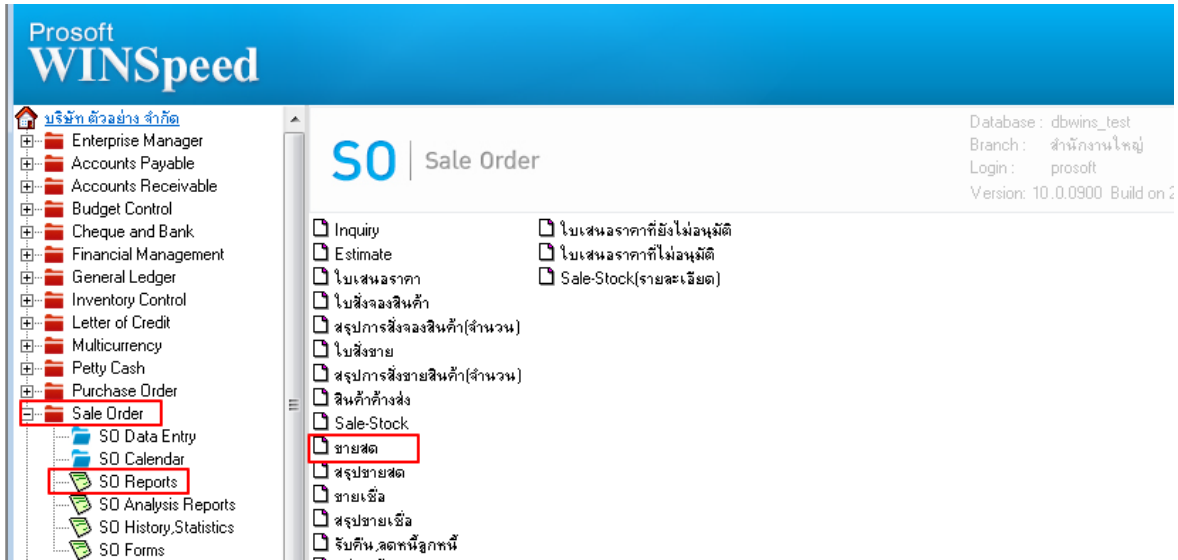 Prosoft
WINSpeed
บริษัท ตัวอย่าง จำกัด
Enterprise Manager
Accounts Payable
Accounts Receivable
Budget Control
Cheque and Bank
Financial Management
General Ledger
Inventory Control
Letter of Credit
Multicurrency
Petty Cash
Purchase Order
Sale Order
SO Data Entry
SO Calendar
SO Reports
SO Analysis Reports
SO History,Statistics
SO Forms
SO Sale Order
Database : dbwins_test
Branch : สำนักงานใหญ่
Login : prosoft
Version: 10.0.0900 Build on 2
Inquiry
Estimate
ใบเสนอราคา
ใบสั่งจองสินค้า
สรุปการสั่งจองสินค้า(จำนวน)
ใบสั่งขาย
สรุปการสั่งขายสินค้า(จำนวน)
สินค้าค้างส่ง
Sale-Stock
ขายสด
สรุปขายสด
ขายเชื่อ
สรุปขายเชื่อ
รับคืน,ลดหนี้ลูกหนี้
ใบเสนอราคาที่ยังไม่อนุมัติ
ใบเสนอราคาที่ไม่อนุมัติ
Sale-Stock(รายละเอียด)